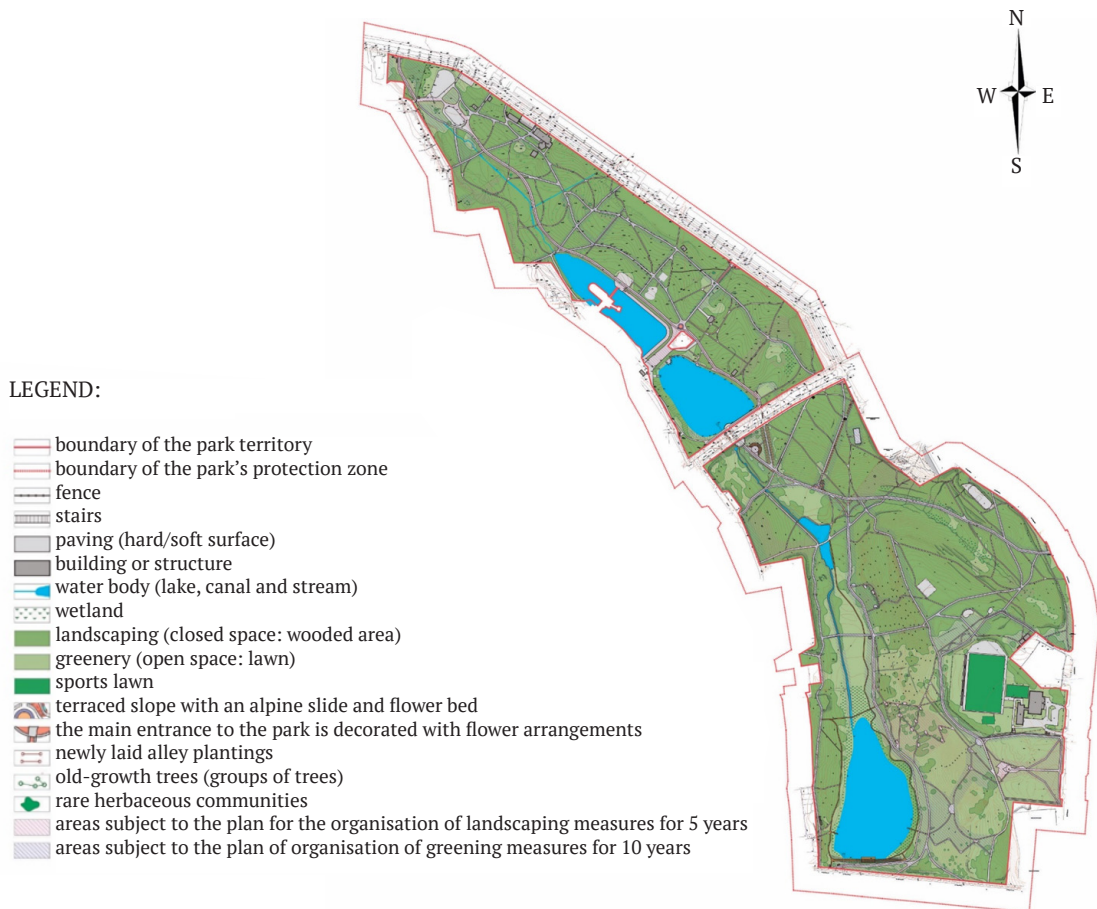 N
W E
S
LEGEND:
boundary of the park territory
boundary of the park's protection zone
fence
stairs
paving (hard/soft surface)
building or structure
water body (lake, canal and stream)
wetland
landscaping (closed space: wooded area)
greenery (open space: lawn)
sports lawn
terraced slope with an alpine slide and flower bed
the main entrance to the park is decorated with flower arrangements
newly laid alley plantings
old-growth trees (groups of trees)
rare herbaceous communities
areas subject to the plan for the organisation of landscaping measures for 5 years
areas subject to the plan of organisation of greening measures for 10 years